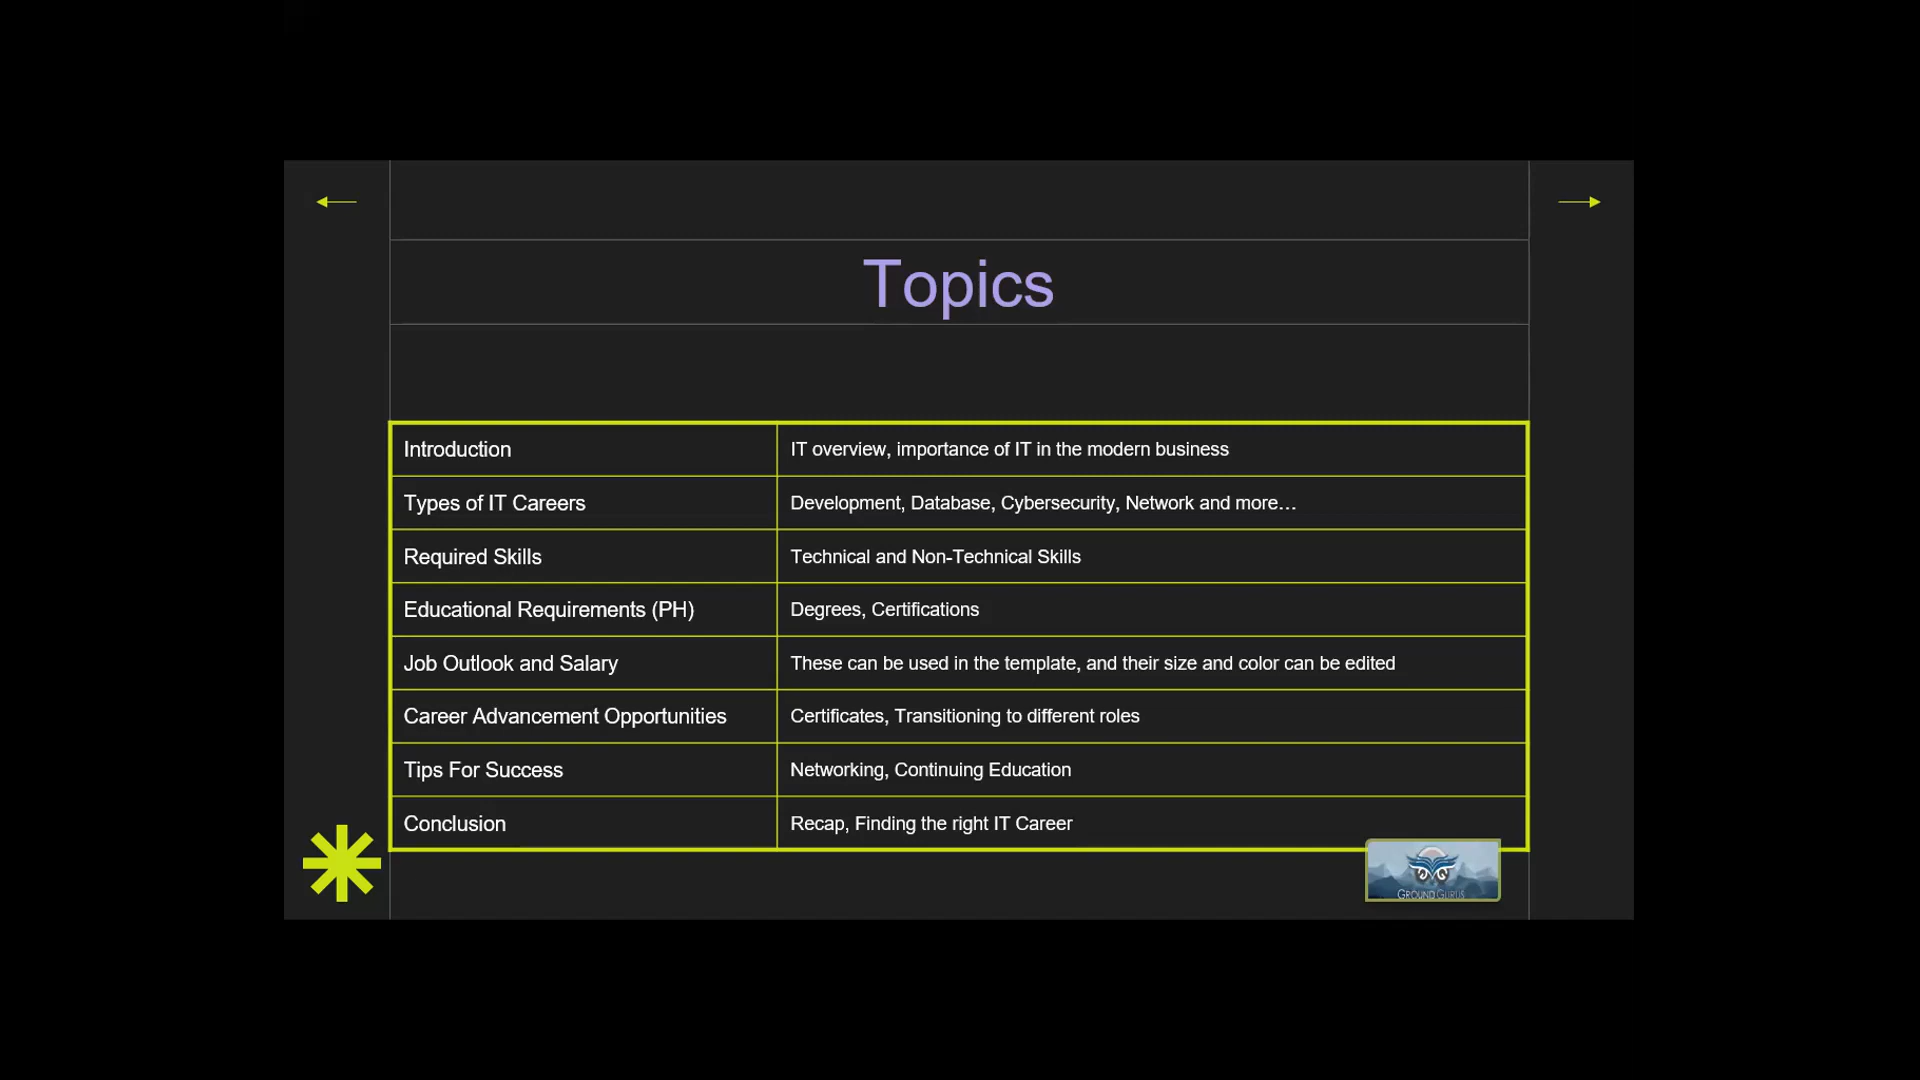 Topics
Introduction
IT overview, importance of IT in the modern business
Types of IT Careers
Development, Database, Cybersecurity, Network and more…
Required Skills
Technical and Non-Technical Skills
Educational Requirements (PH)
Degrees, Certifications
Job Outlook and Salary
These can be used in the template, and their size and color can be edited
Career Advancement Opportunities
Certificates, Transitioning to different roles
Tips For Success
Networking, Continuing Education
Conclusion
Recap, Finding the right IT Career
GROUND GURUS